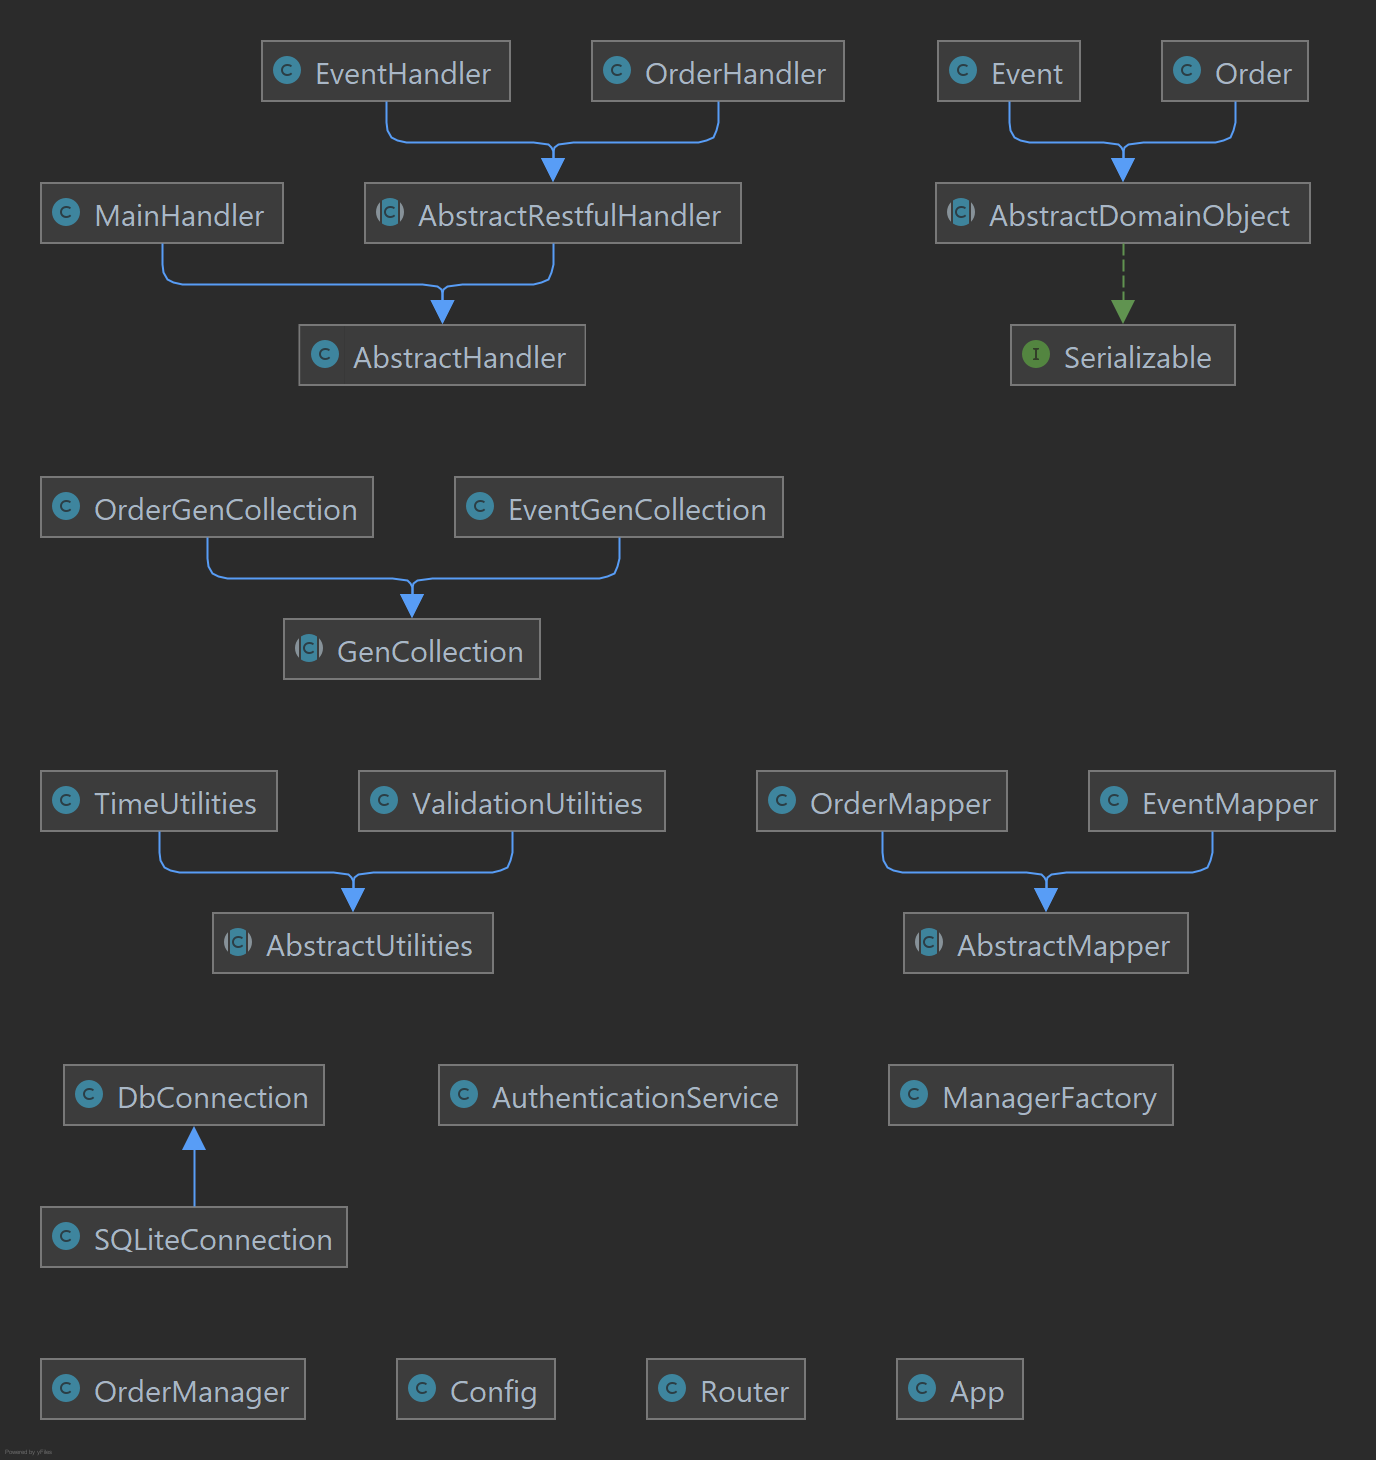 EventHandler
OrderHandler
Event
Order
MainHandler
AbstractRestfulHandler
AbstractDomainObject
AbstractHandler
Serializable
OrderGenCollection
EventGenCollection
GenCollection
TimeUtilities
ValidationUtilities
OrderMapper
EventMapper
AbstractUtilities
AbstractMapper
DbConnection
AuthenticationService
ManagerFactory
SQLiteConnection
OrderManager
Config
Router
App
Powered by yFiles